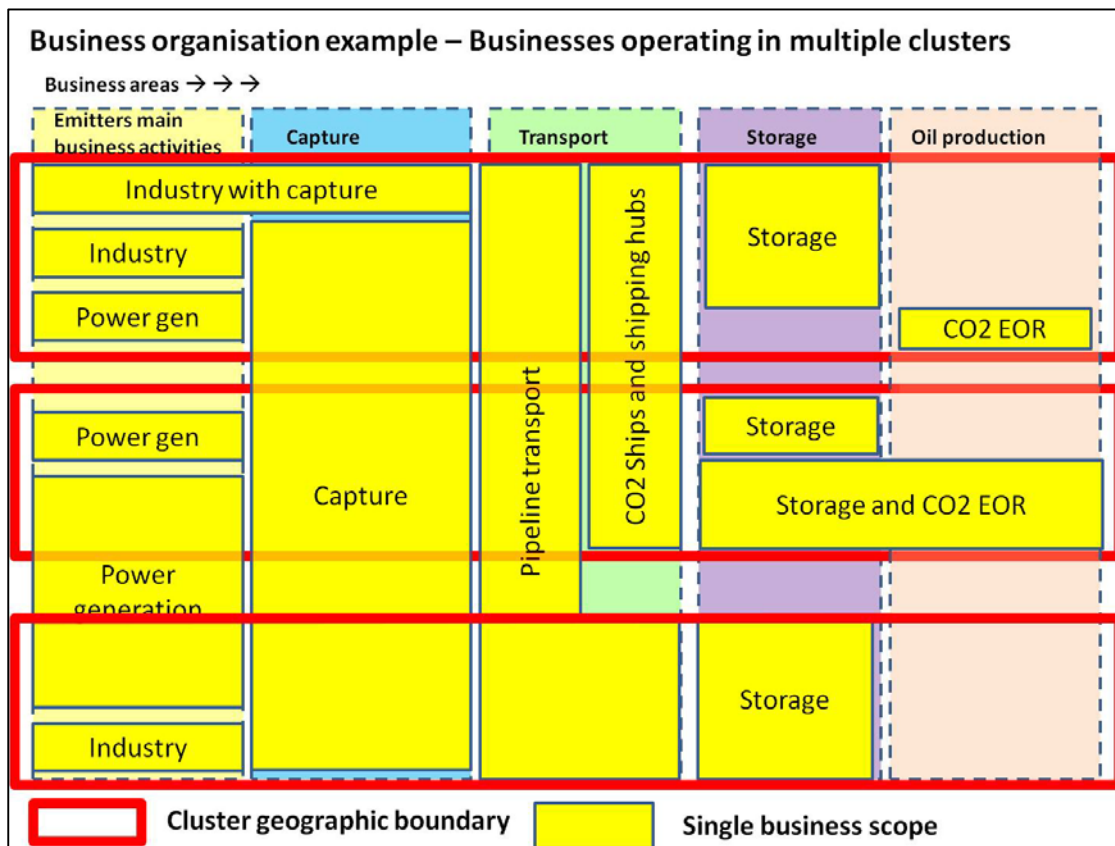 Business organisation example – Businesses operating in multiple clusters
Business areas → → →
Emitters main
business activities
Capture
Transport
Storage
Oil production
Industry with capture
Industry
Power gen
Power gen
Power
generation
Industry
Capture
Pipeline transport
CO2 Ships and shipping hubs
Storage
CO2 EOR
Storage
Storage and CO2 EOR
Storage
Cluster geographic boundary
Single business scope